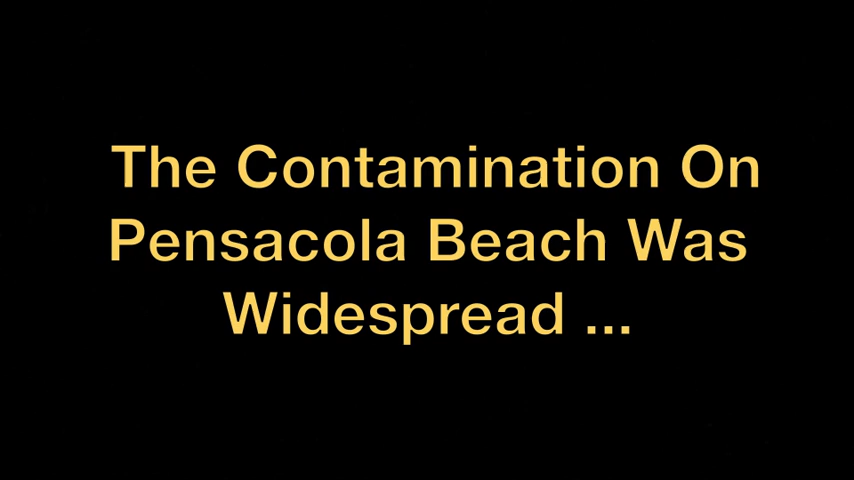 The Contamination On
Pensacola Beach Was
Widespread ...